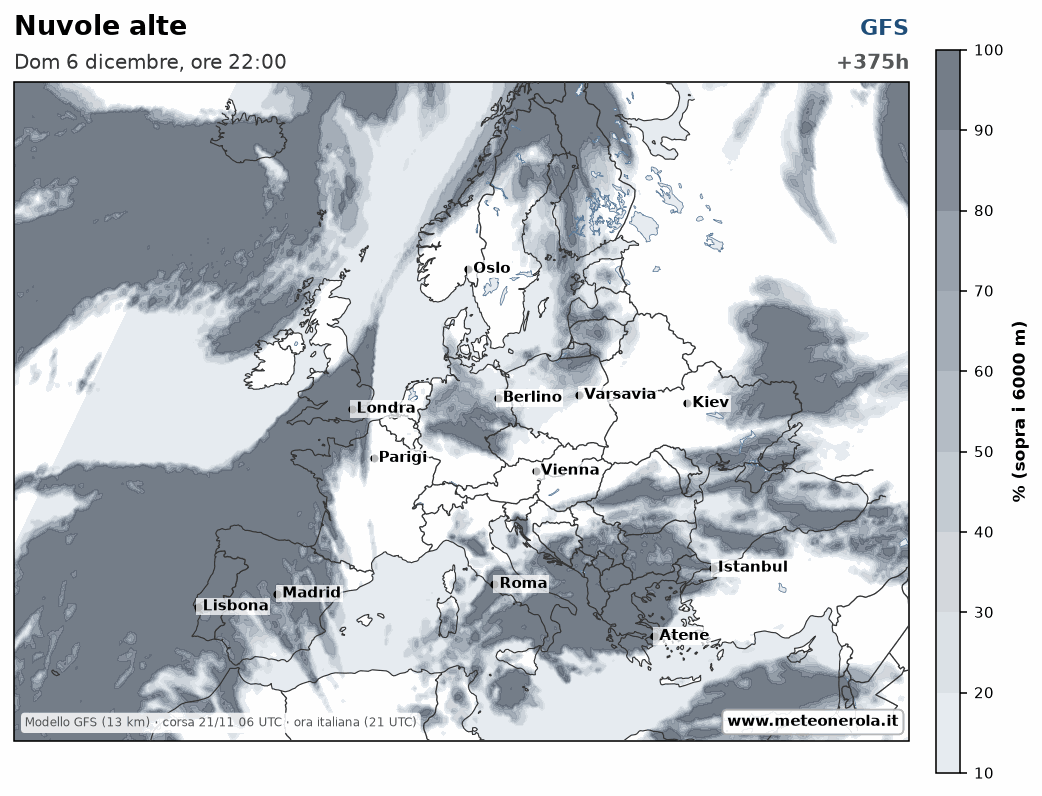 Nuvole alte
GFS
Dom 6 dicembre, ore 22:00
+375h
100
90
80
70
60
50
40
30
20
10
% (sopra i 6000 m)
Oslo
Londra
Berlino
Varsavia
Kiev
Parigi
Vienna
Istanbul
Roma
Madrid
Lisbona
Atene
Modello GFS (13 km) · corsa 21/11 06 UTC · ora italiana (21 UTC)
www.meteonerola.it